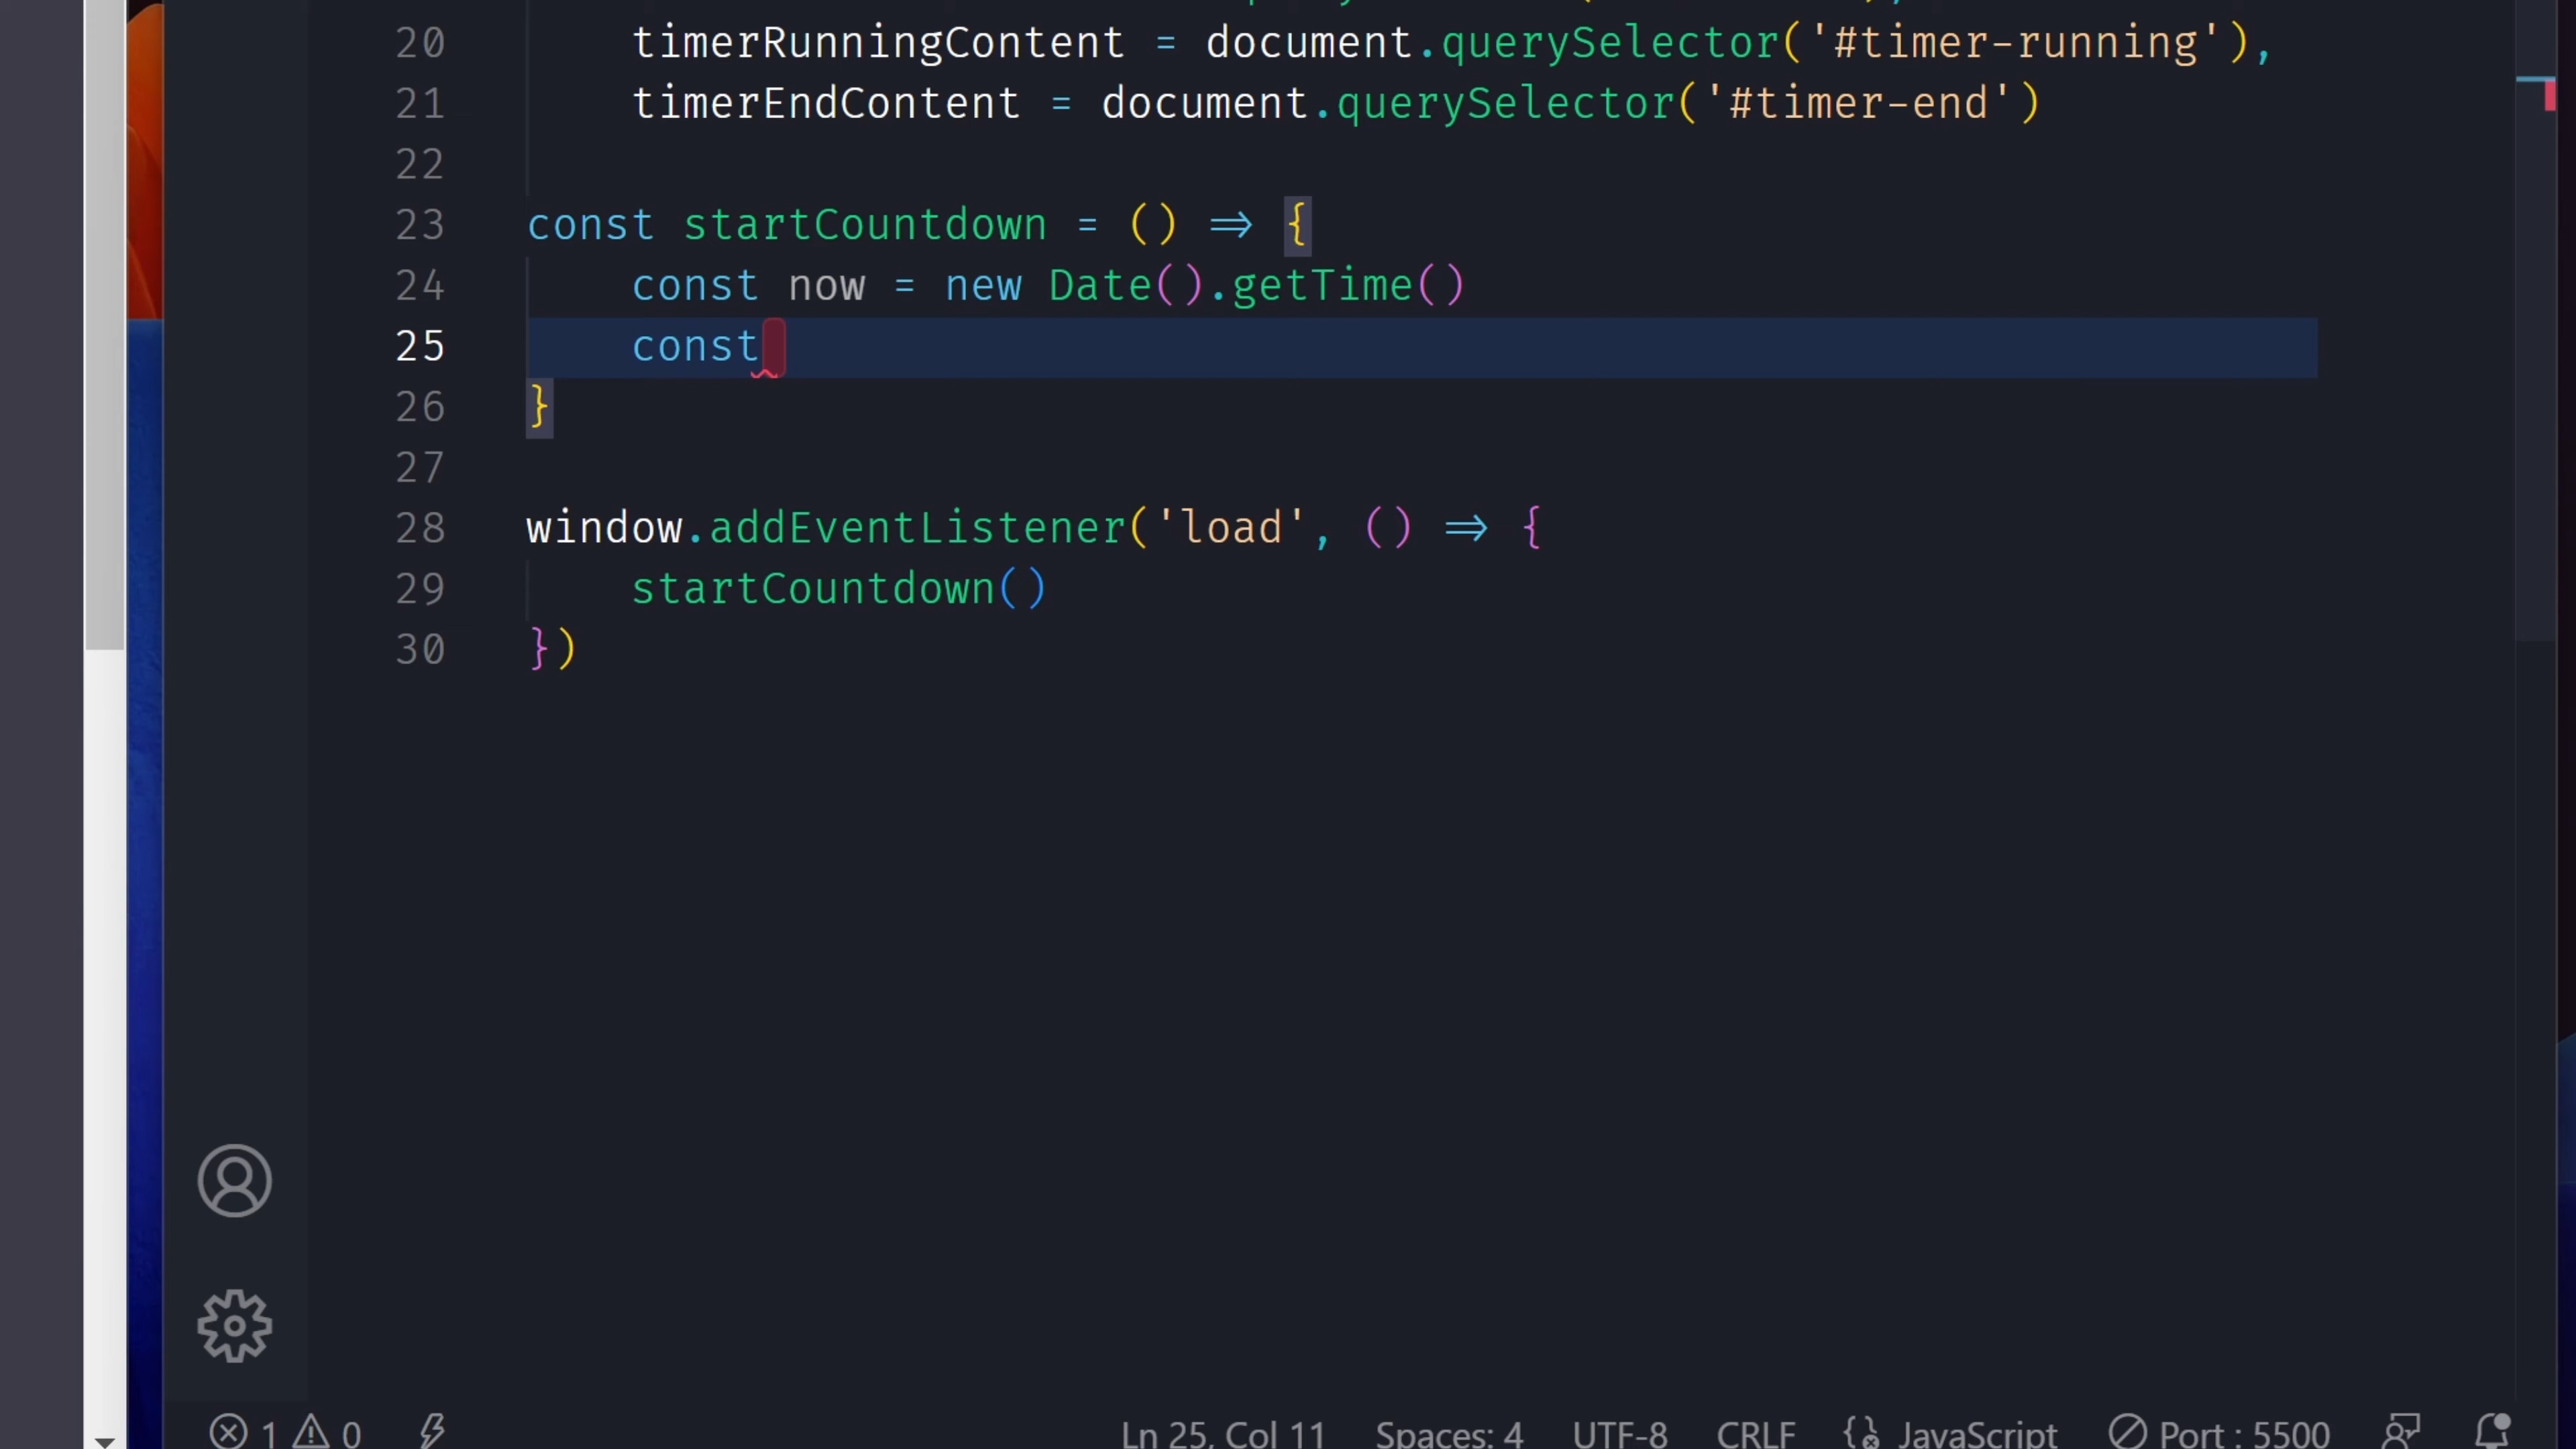 20 timerRunningContent = document.querySelector('#timer-running'),
21 timerEndContent = document.querySelector('#timer-end')
22
23 const startCountdown = () => {
24 const now = new Date().getTime()
25 const
26 }
27
28 window.addEventListener('load', () => {
29 startCountdown()
30 })
1 0 Ln 25, Col 11 Spaces: 4 UTF-8 CRLF JavaScript Port : 5500